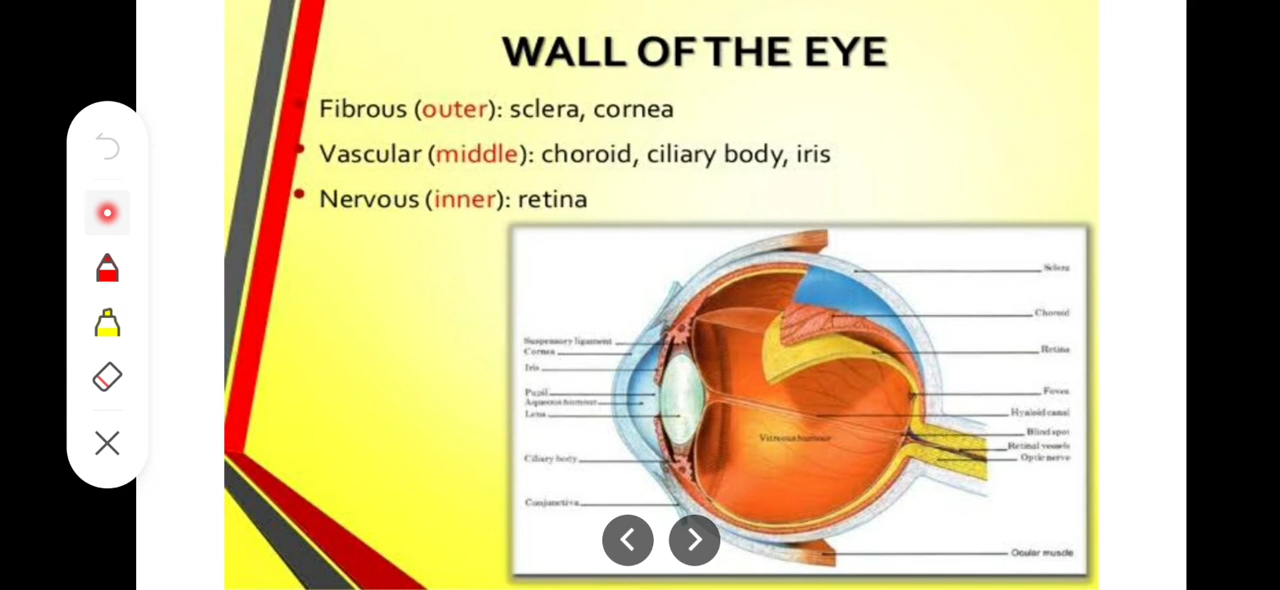 WALL OF THE EYE
Fibrous (outer): sclera, cornea
Vascular (middle): choroid, ciliary body, iris
Nervous (inner): retina
Suspensory ligament
Cornea
Iris
Pupil
Aqueous humour
Lens
Ciliary body
Conjunctiva
Vitreous humour
Sclera
Choroid
Retina
Fovea
Hyaloid canal
Blind spot
Retinal vessels
Optic nerve
Ocular muscle